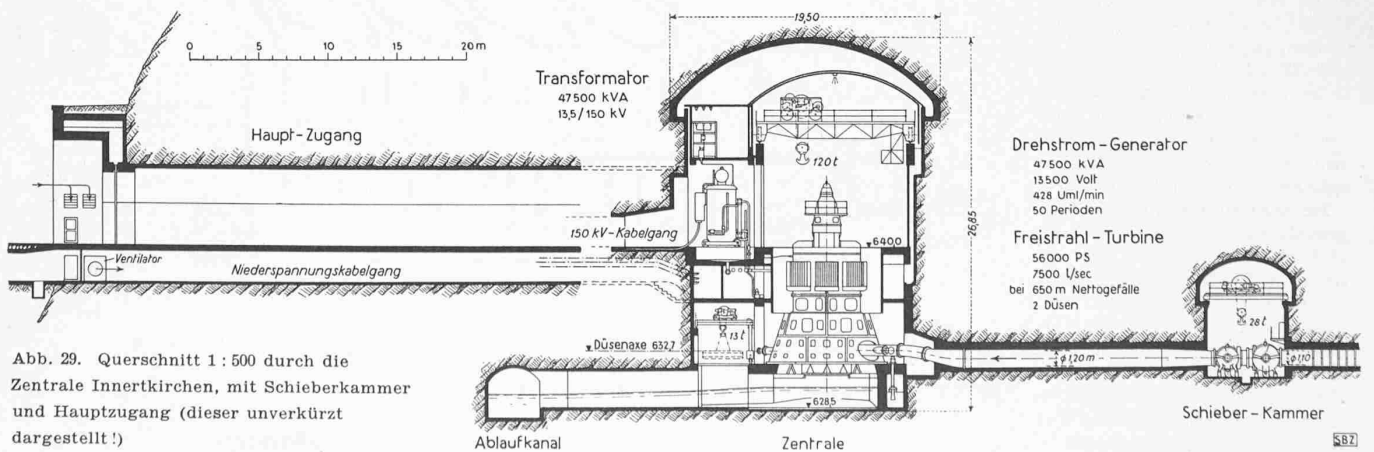 19,50
0 5 10 15 20 m
Transformator
47500 kVA
13,5/150 kV
Haupt-Zugang
120 t
26,85
Drehstrom-Generator
47500 kVA
13500 Volt
428 Uml/min
50 Perioden
150 kV-Kabelgang
640,0
Freistrahl-Turbine
56000 PS
7500 l/sec
bei 650 m Nettogefälle
2 Düsen
Ventilator
Niederspannungskabelgang
28 t
13 t
Düsenaxe 632,7
ϕ 1,20 m
ϕ 1,10
628,5
Abb. 29. Querschnitt 1 : 500 durch die
Zentrale Innertkirchen, mit Schieberkammer
und Hauptzugang (dieser unverkürzt
dargestellt !)
Ablaufkanal
Zentrale
Schieber-Kammer
SBZ